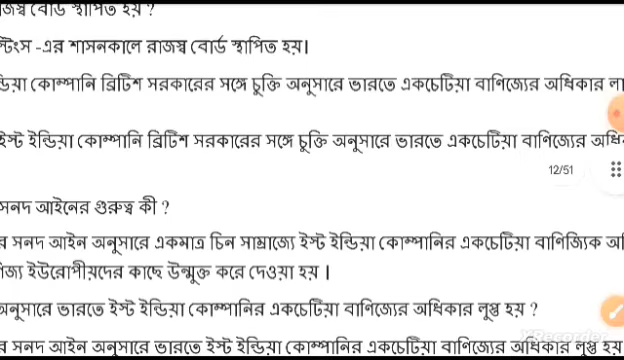 রাজস্ব বোর্ড স্থাপিত হয় ?
-এর শাসনকালে রাজস্ব বোর্ড স্থাপিত হয়।
কোম্পানি ব্রিটিশ সরকারের সঙ্গে চুক্তি অনুসারে ভারতে একচেটিয়া বাণিজ্যের অধিকার
ইস্ট ইন্ডিয়া কোম্পানি ব্রিটিশ সরকারের সঙ্গে চুক্তি অনুসারে ভারতে একচেটিয়া বাণিজ্যের
12/51
সনদ আইনের গুরুত্ব কী ?
সনদ আইন অনুসারে একমাত্র চিন সাম্রাজ্যে ইস্ট ইন্ডিয়া কোম্পানির একচেটিয়া বাণিজ্যিক
ইউরোপীয়দের কাছে উন্মুক্ত করে দেওয়া হয় ।
অনুসারে ভারতে ইস্ট ইন্ডিয়া কোম্পানির একচেটিয়া বাণিজ্যের অধিকার লুপ্ত হয় ?
XRecorder
সনদ আইন অনুসারে ভারতে ইস্ট ইন্ডিয়া কোম্পানির একচেটিয়া বাণিজ্যের অধিকার লুপ্ত হয়